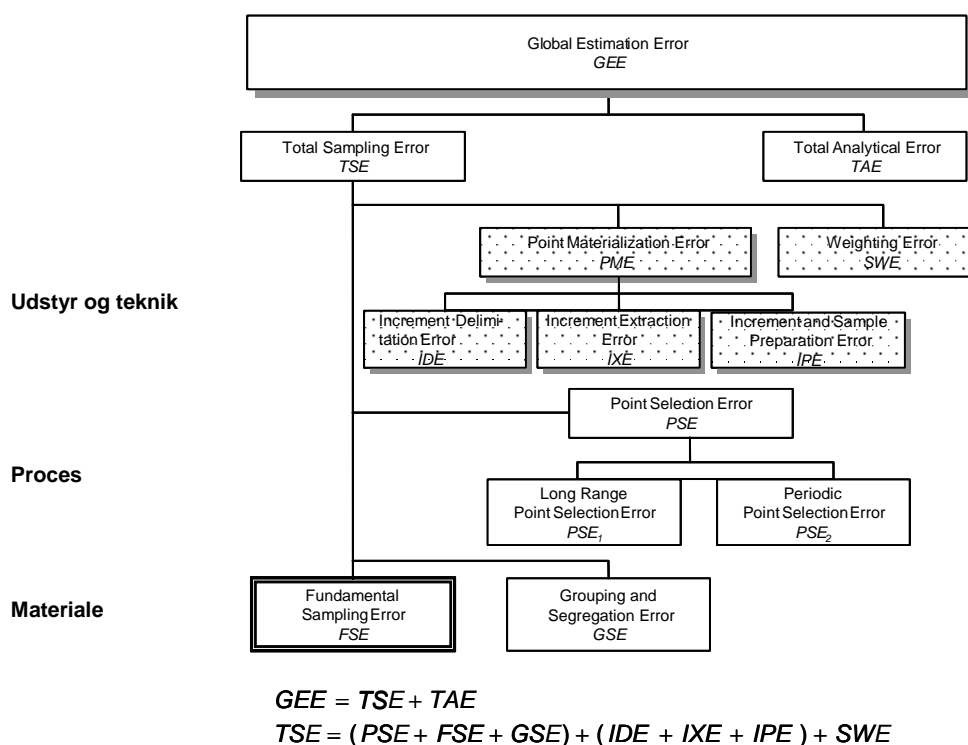 Global Estimation Error
GEE
Total Sampling Error
TSE
Total Analytical Error
TAE
Point Materialization Error
PME
Weighting Error
SWE
Udstyr og teknik
Increment Delimi-
tation Error
IDE
Increment Extraction
Error
IXE
Increment and Sample
Preparation Error
IPE
Point Selection Error
PSE
Proces
Long Range
Point Selection Error
PSE1
Periodic
Point Selection Error
PSE2
Materiale
Fundamental
Sampling Error
FSE
Grouping and
Segregation Error
GSE
GEE = TSE + TAE
TSE = (PSE + FSE + GSE) + (IDE + IXE + IPE) + SWE